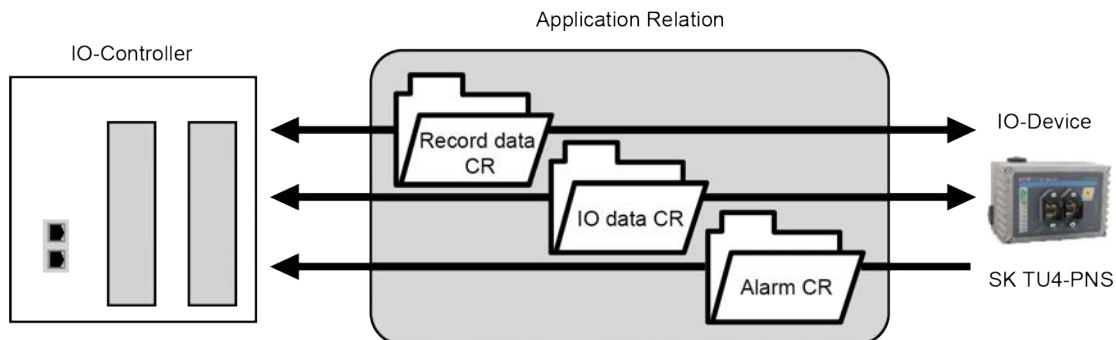 Application Relation
IO-Controller
Record data
CR
IO-Device
IO data CR
Alarm CR
SK TU4-PNS